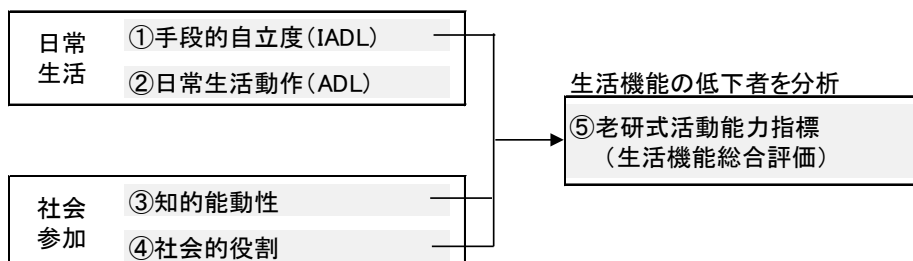 日常
生活
①手段的自立度(IADL)
②日常生活動作(ADL)
社会
参加
③知的能動性
④社会的役割
生活機能の低下者を分析
⑤老研式活動能力指標
(生活機能総合評価)